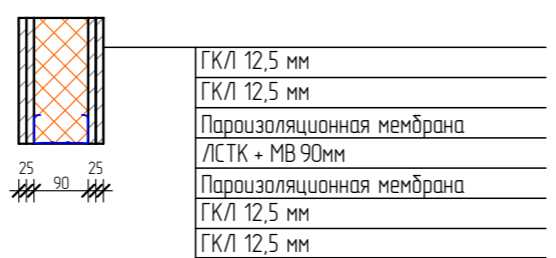 ГКЛ 12,5 мм
ГКЛ 12,5 мм
Пароизоляционная мембрана
ЛСТК + МВ 90мм
Пароизоляционная мембрана
ГКЛ 12,5 мм
ГКЛ 12,5 мм
25 90 25